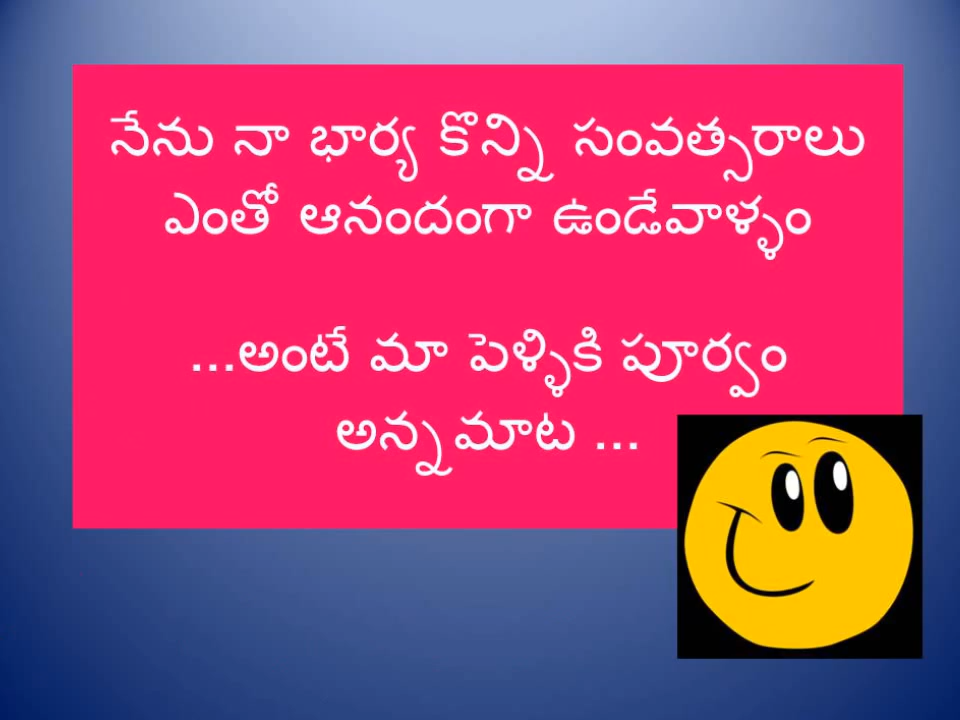 నేను నా భార్య కొన్ని సంవత్సరాలు
ఎంతో ఆనందంగా ఉండేవాళ్ళం
...అంటే మా పెళ్ళికి పూర్వం
అన్నమాట ...